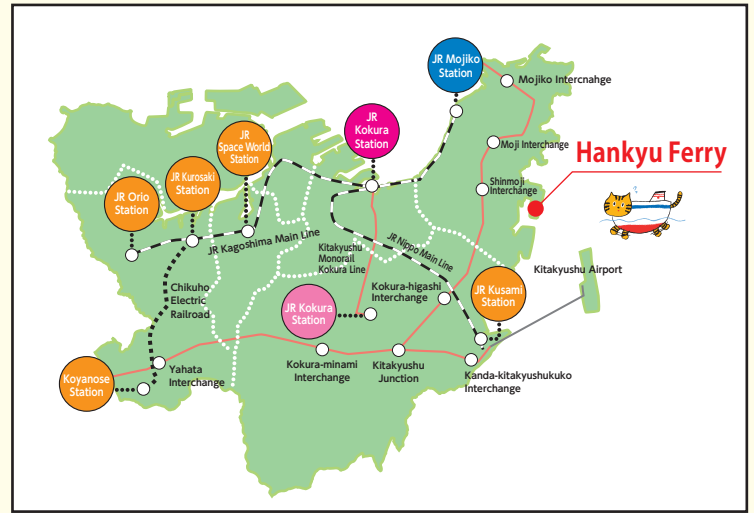 JR Mojiko
Station
Mojiko Intercnahge
JR
Kokura
Station
JR
Space World
Station
Moji Interchange
Hankyu Ferry
JR Kurosaki
Station
JR Orio
Station
Shinmoji
Interchange
JR Kagoshima Main Line
Kitakyushu
Monorail
Kokura Line
JR Nippo Main Line
Kitakyushu Airport
Chikuho
Electric
Railroad
JR Kokura
Station
Kokura-higashi
Interchange
JR Kusami
Station
Koyanose
Station
Yahata
Interchange
Kokura-minami
Interchange
Kitakyushu
Junction
Kanda-kitakyushukuko
Interchange